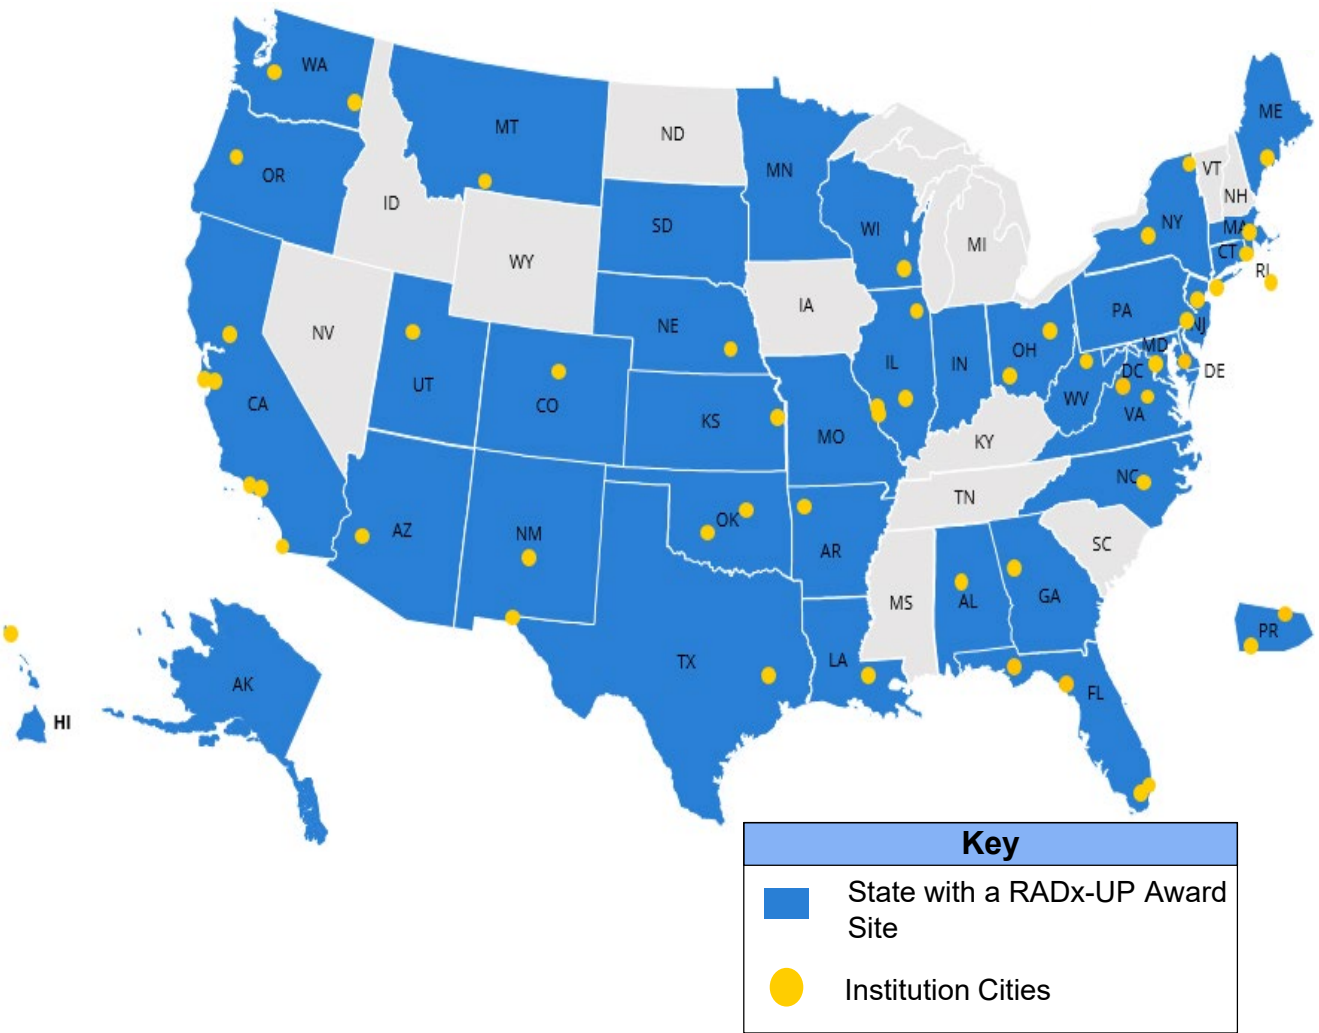 WA
ME
MT
ND
VT
MN
OR
NH
ID
NY
SD
WI
MA
MI
CT
WY
RI
IA
PA
NE
NJ
NV
MD
OH
IL
IN
DC
DE
UT
WV
CO
CA
VA
KS
MO
KY
NC
TN
OK
AZ
NM
SC
AR
GA
MS
AL
PR
LA
TX
AK
FL
HI
Key
State with a RADx-UP Award
Site
Institution Cities